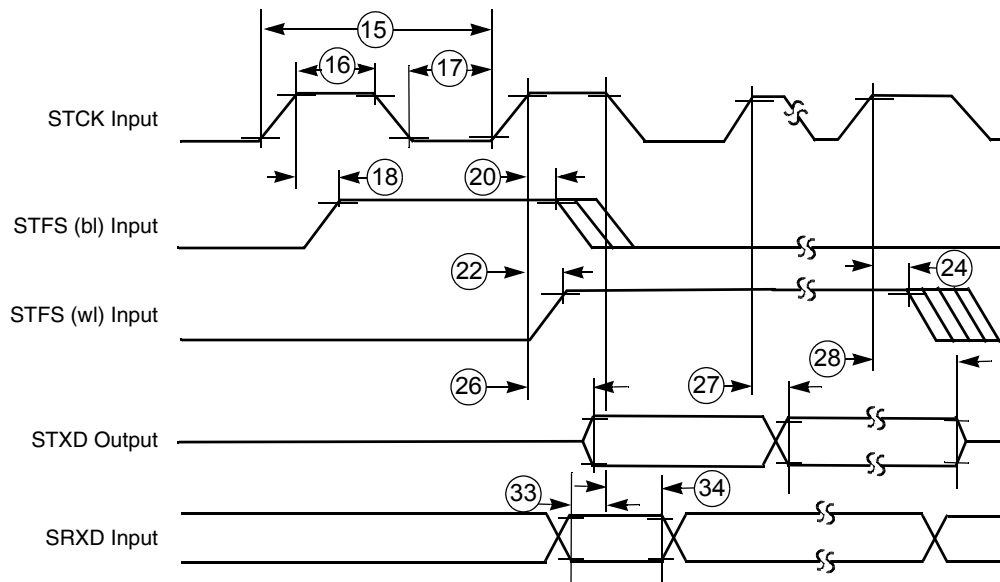 15
16
17
STCK Input
18
20
STFS (bl) Input
22
24
STFS (wl) Input
26
27
28
STXD Output
33
34
SRXD Input